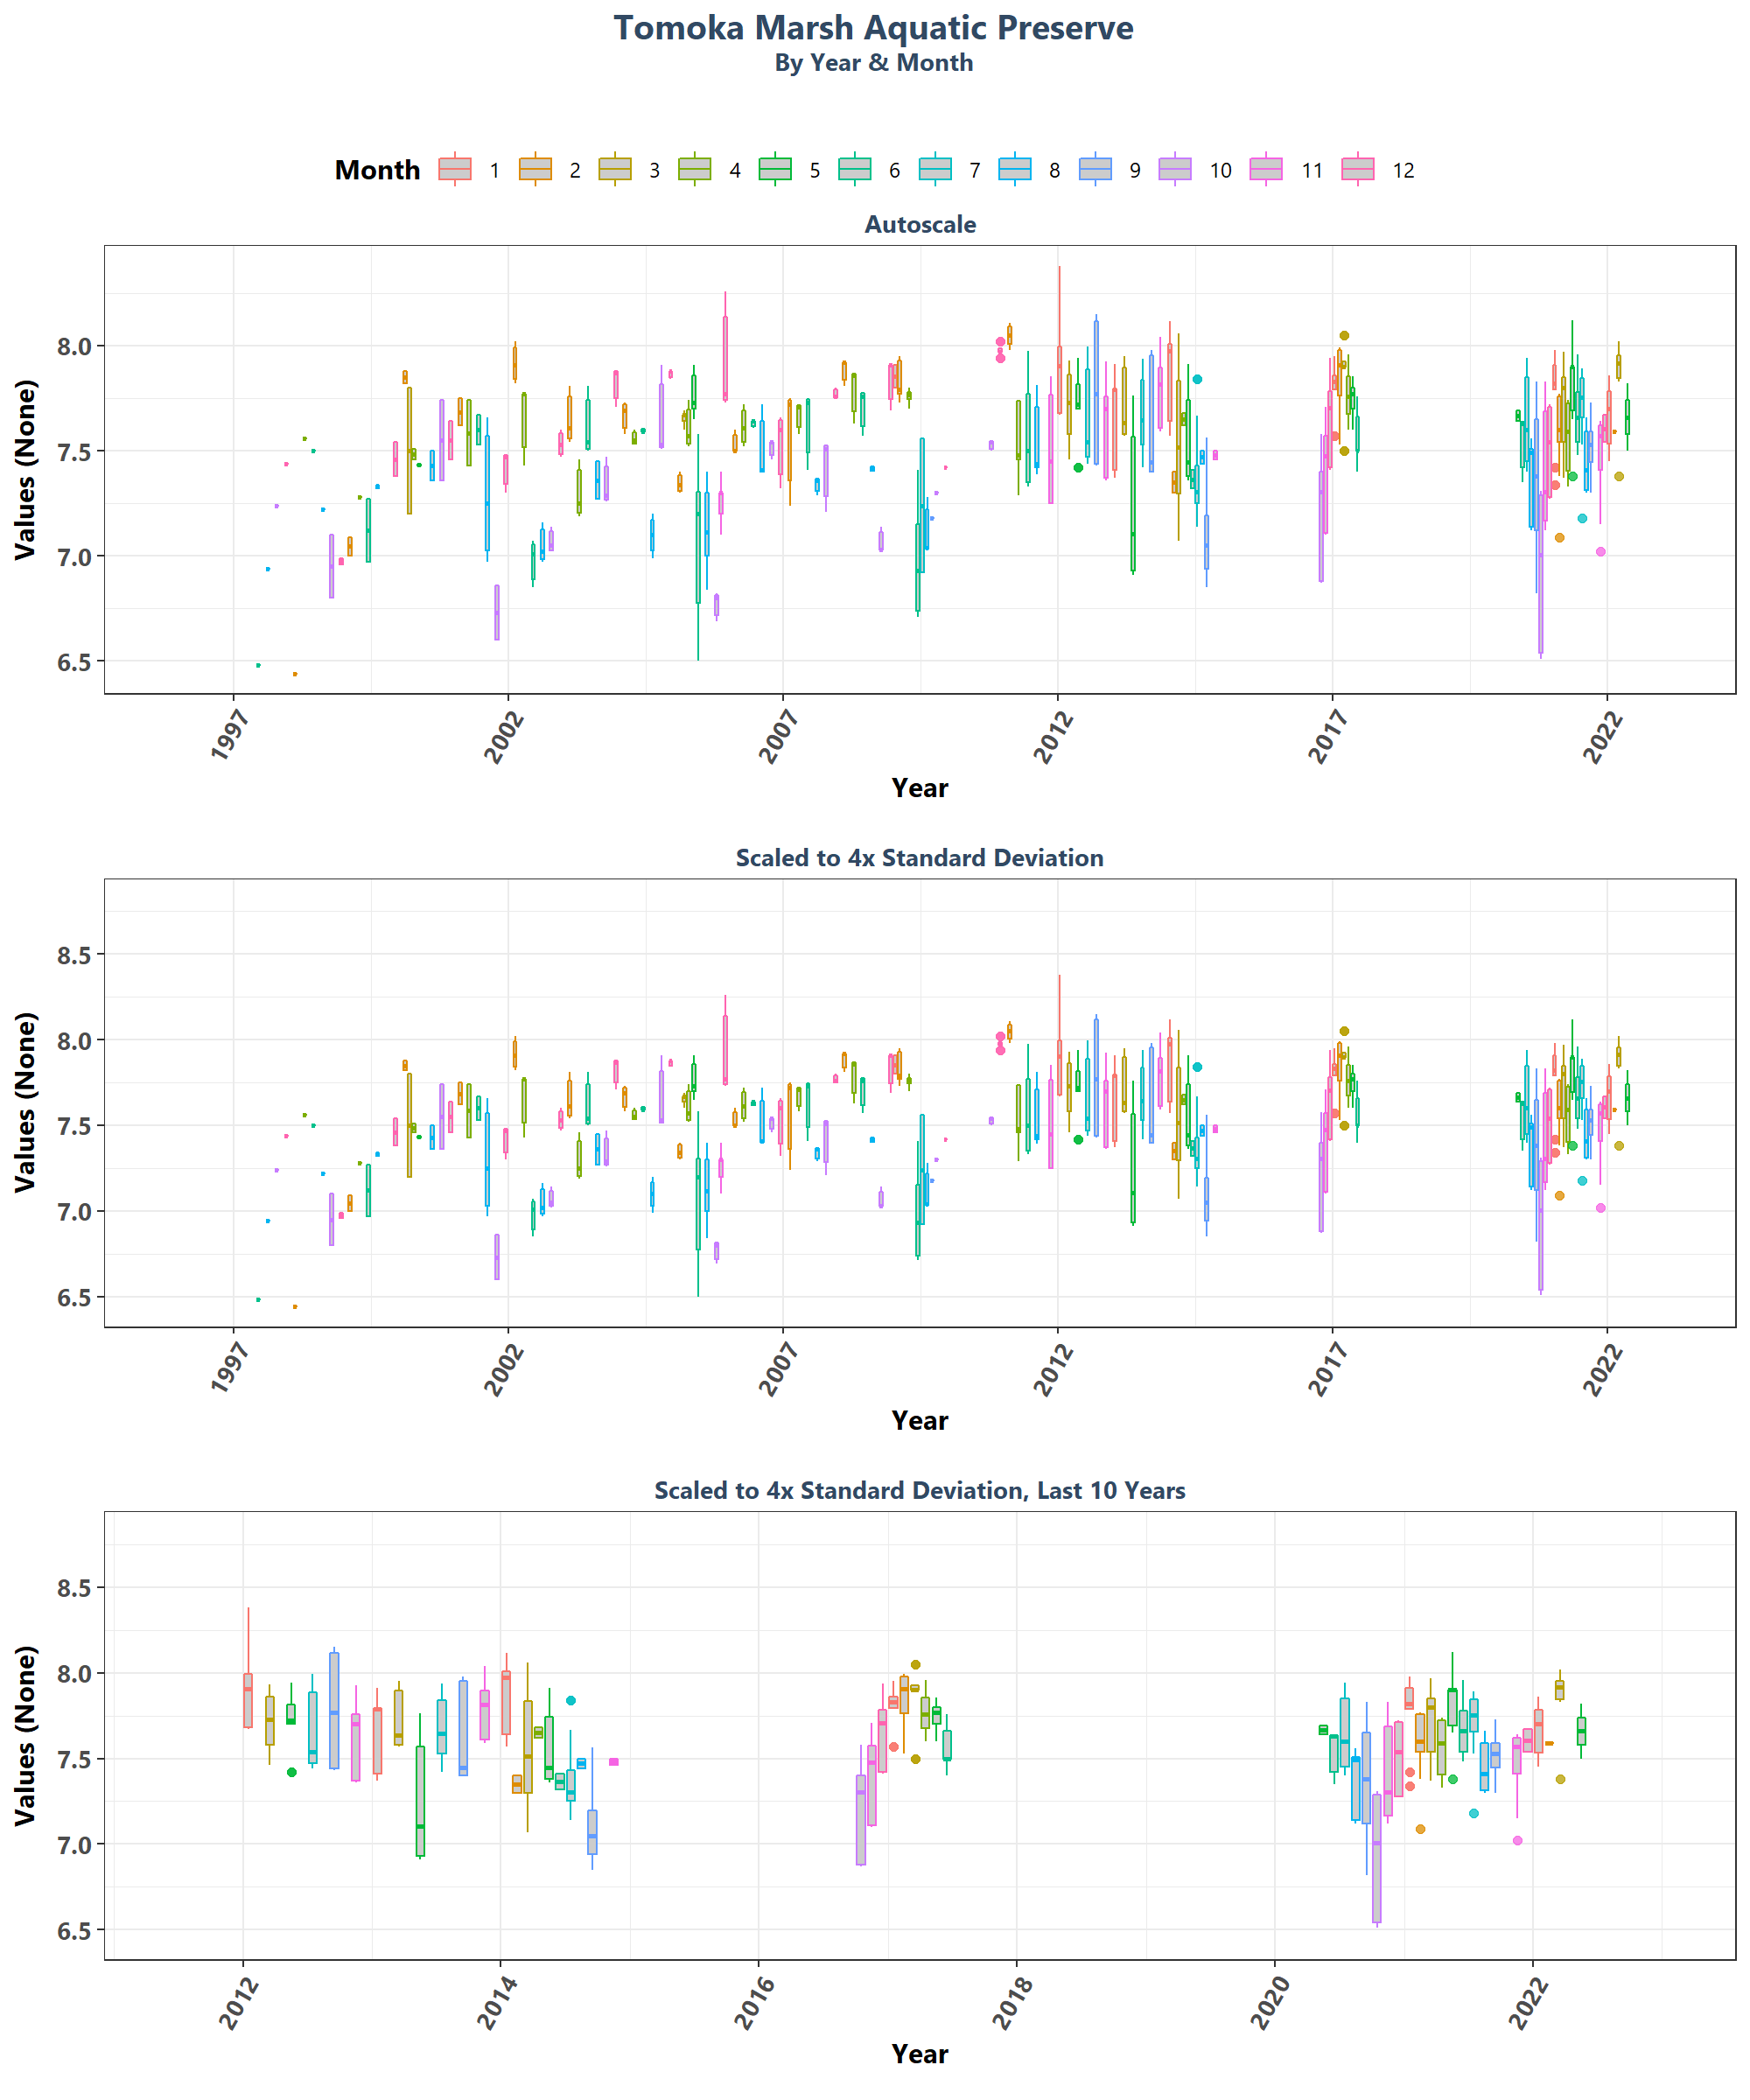 Tomoka Marsh Aquatic Preserve
By Year & Month
Month 1 2 3 4 5 6 7 8 9 10 11 12
Autoscale
Values (None)
8.0
7.5
7.0
6.5
1997 2002 2007 2012 2017 2022
Year
Scaled to 4x Standard Deviation
Values (None)
8.5
8.0
7.5
7.0
6.5
1997 2002 2007 2012 2017 2022
Year
Scaled to 4x Standard Deviation, Last 10 Years
Values (None)
8.5
8.0
7.5
7.0
6.5
2012 2014 2016 2018 2020 2022
Year